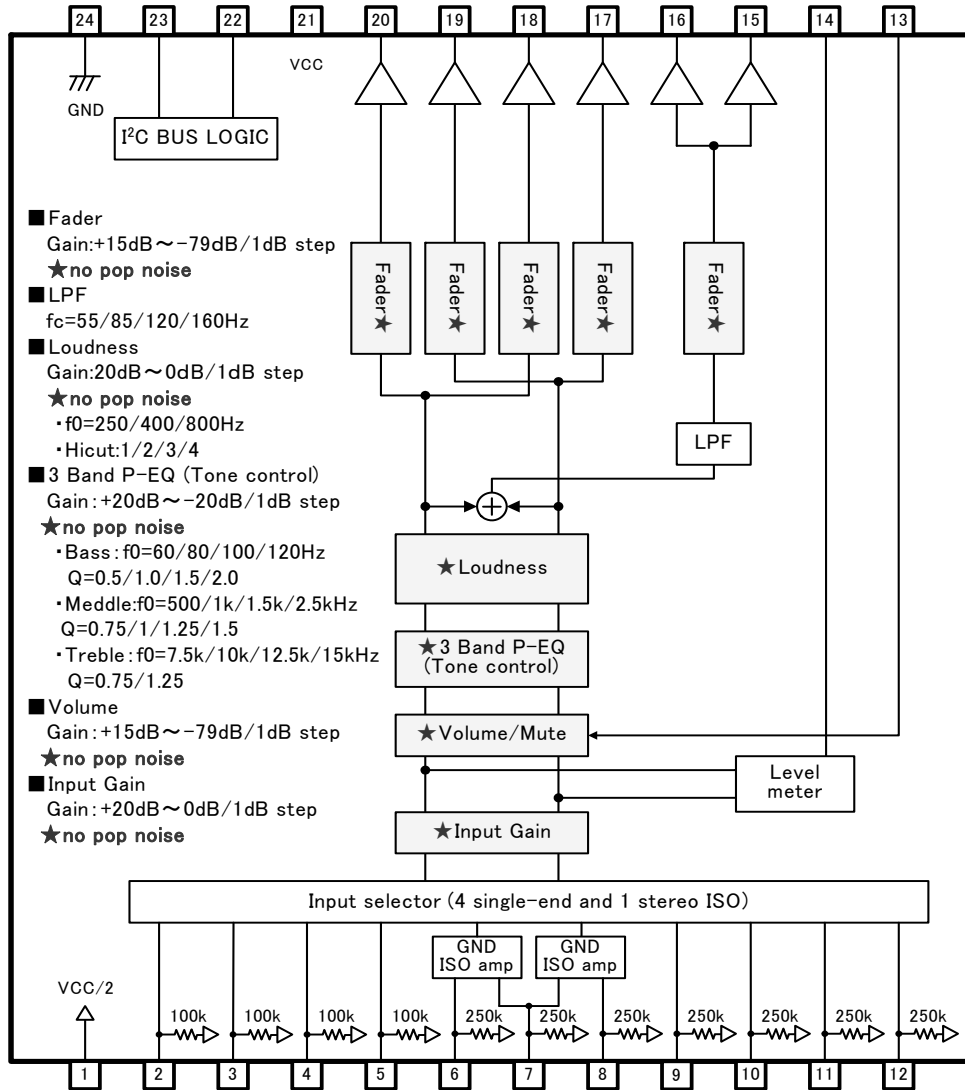 24 23 22 21 20 19 18 17 16 15 14 13
VCC
GND
I²C BUS LOGIC
■Fader
Gain:+15dB～-79dB/1dB step
★no pop noise
■LPF
fc=55/85/120/160Hz
■Loudness
Gain:20dB～0dB/1dB step
★no pop noise
・f0=250/400/800Hz
・Hicut:1/2/3/4
■3 Band P-EQ (Tone control)
Gain:+20dB～-20dB/1dB step
★no pop noise
・Bass:f0=60/80/100/120Hz
Q=0.5/1.0/1.5/2.0
・Meddle:f0=500/1k/1.5k/2.5kHz
Q=0.75/1/1.25/1.5
・Treble:f0=7.5k/10k/12.5k/15kHz
Q=0.75/1.25
■Volume
Gain:+15dB～-79dB/1dB step
★no pop noise
■Input Gain
Gain:+20dB～0dB/1dB step
★no pop noise
Fader★
Fader★
Fader★
Fader★
Fader★
LPF
★Loudness
★3 Band P-EQ
(Tone control)
★Volume/Mute
Level
meter
★Input Gain
Input selector (4 single-end and 1 stereo ISO)
GND
ISO amp
GND
ISO amp
VCC/2
100k 100k 100k 100k 250k 250k 250k 250k 250k 250k 250k
1 2 3 4 5 6 7 8 9 10 11 12